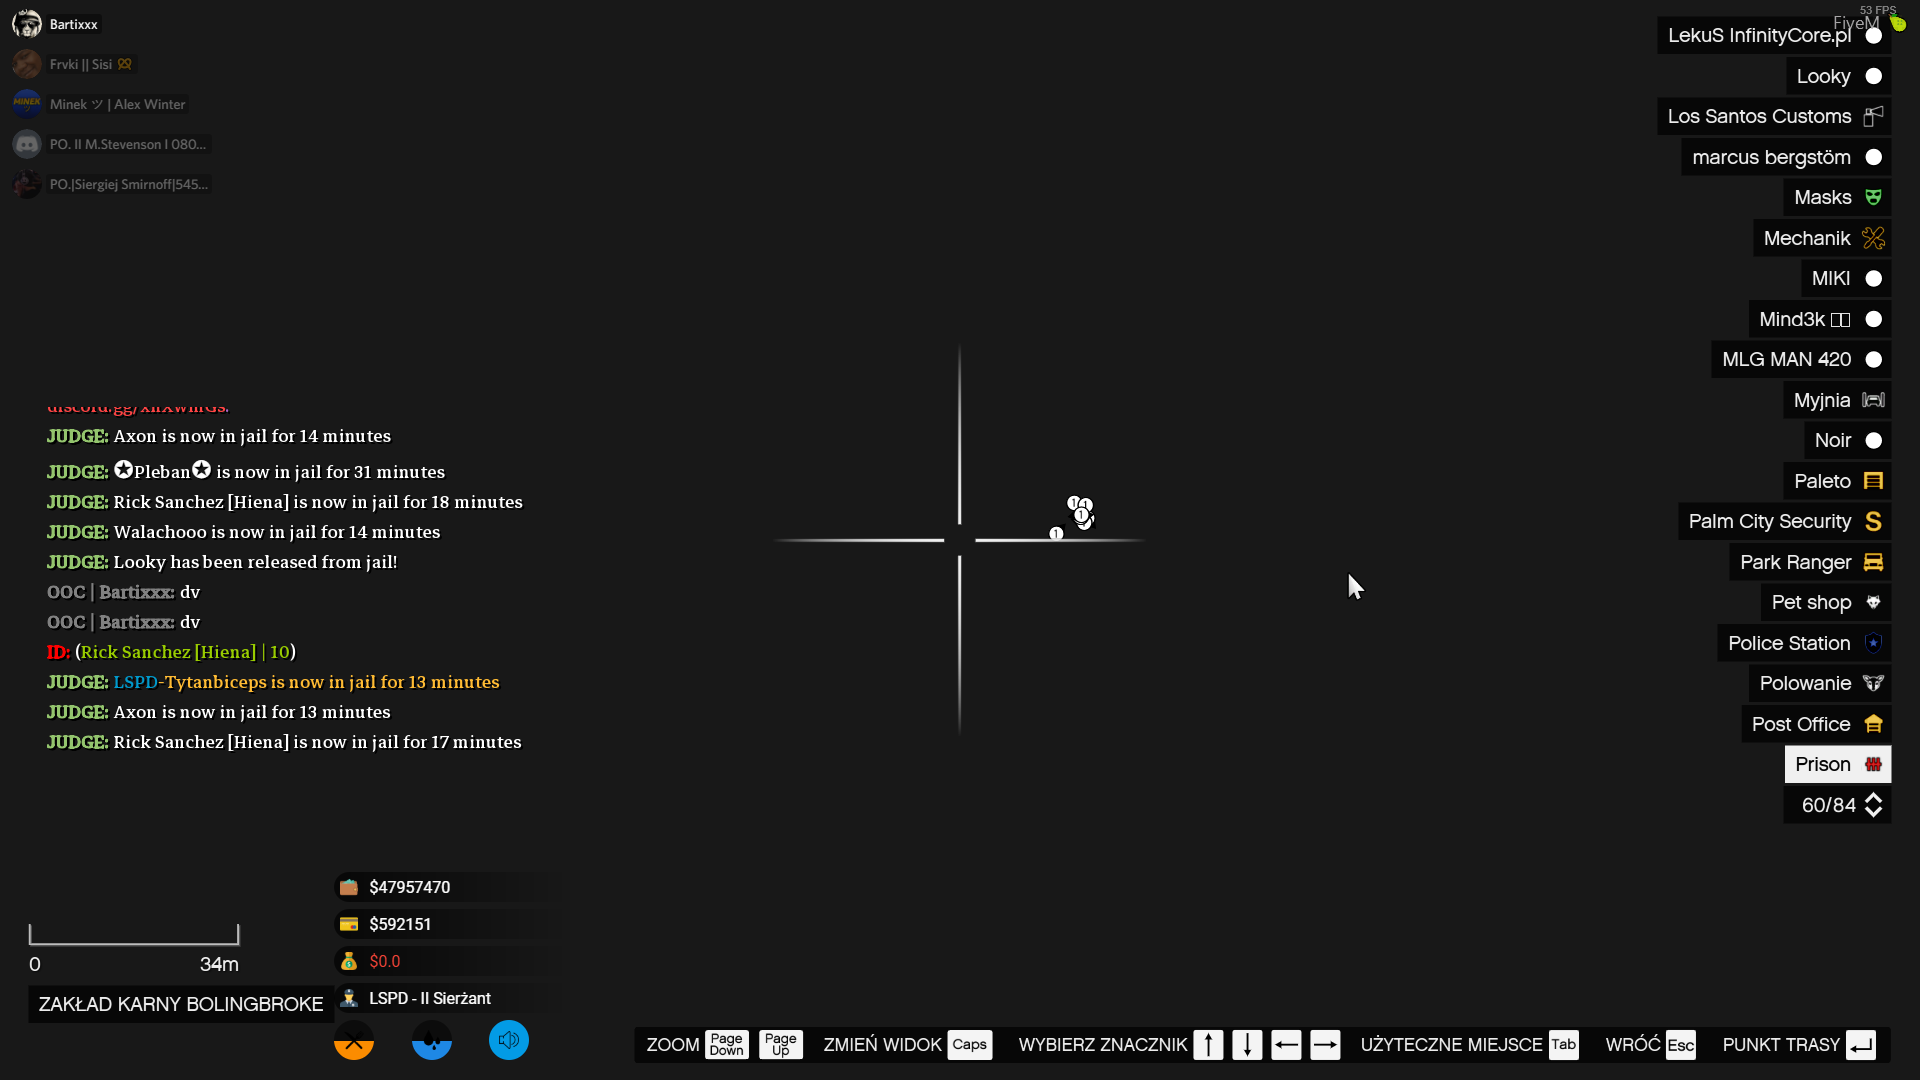 Bartixxx
Frvki || Sisi
MINEK
Minek ツ | Alex Winter
PO. II M.Stevenson I 080...
PO.|Siergiej Smirnoff|545...
53 FPS
FiveM
LekuS InfinityCore.pl
Looky
Los Santos Customs
marcus bergstöm
Masks
Mechanik
MIKI
Mind3k
MLG MAN 420
Myjnia
Noir
Paleto
Palm City Security
Park Ranger
Pet shop
Police Station
Polowanie
Post Office
Prison
60/84
JUDGE: Axon is now in jail for 14 minutes
JUDGE: ✪Pleban✪ is now in jail for 31 minutes
JUDGE: Rick Sanchez [Hiena] is now in jail for 18 minutes
JUDGE: Walachooo is now in jail for 14 minutes
JUDGE: Looky has been released from jail!
OOC | Bartixxx: dv
OOC | Bartixxx: dv
ID: (Rick Sanchez [Hiena] | 10)
JUDGE: LSPD-Tytanbiceps is now in jail for 13 minutes
JUDGE: Axon is now in jail for 13 minutes
JUDGE: Rick Sanchez [Hiena] is now in jail for 17 minutes
1
1
1
1
$47957470
$592151
$0.0
LSPD - II Sierżant
0 34m
ZAKŁAD KARNY BOLINGBROKE
ZOOM Page Down Page Up ZMIEŃ WIDOK Caps WYBIERZ ZNACZNIK ↑ ↓ ← → UŻYTECZNE MIEJSCE Tab WRÓĆ Esc PUNKT TRASY